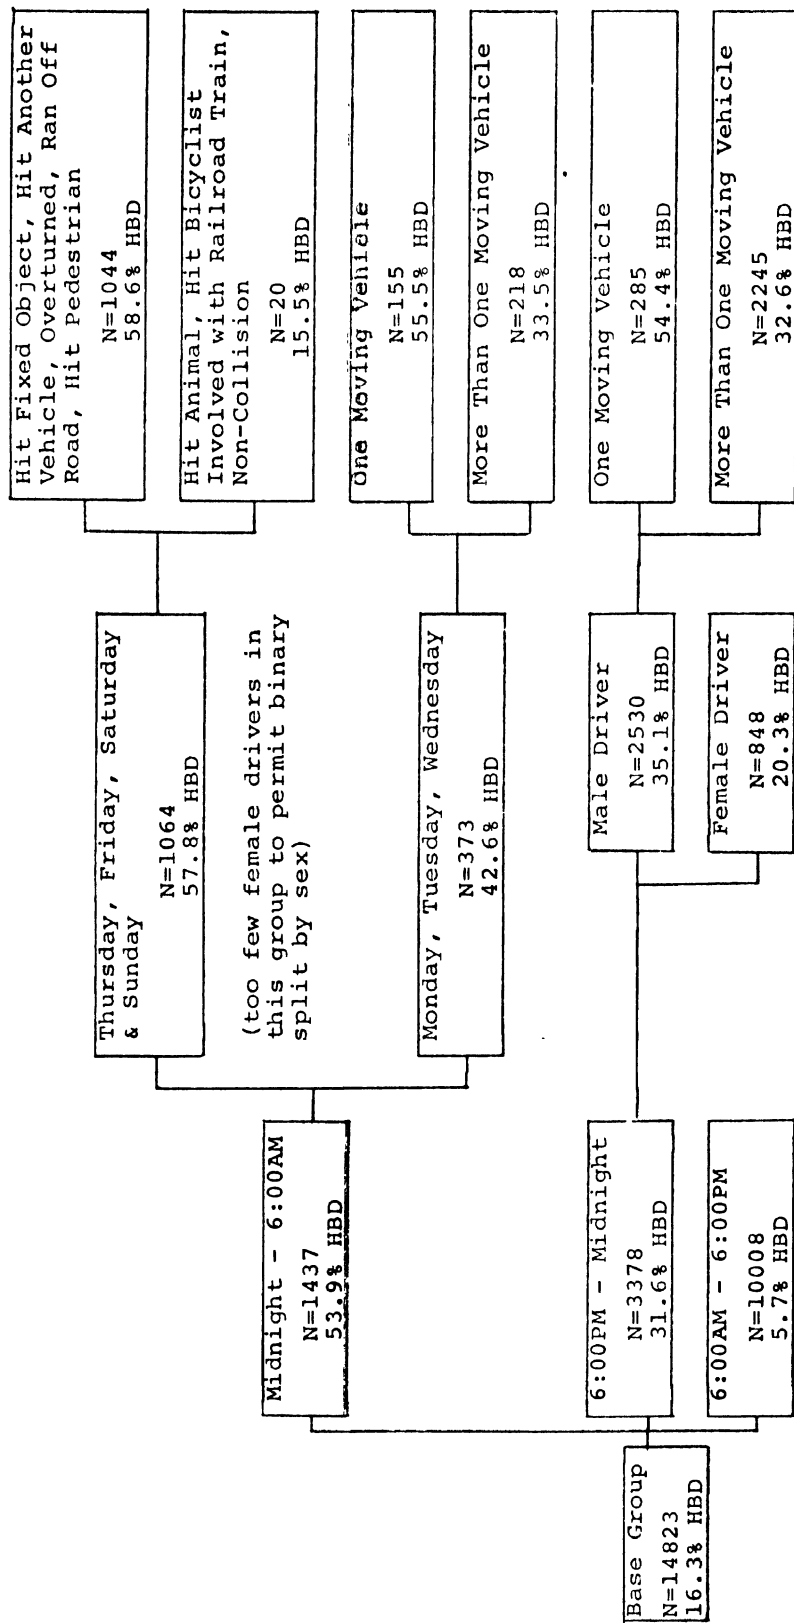 Base Group
N=14823
16.3% HBD
Midnight - 6:00AM
N=1437
53.9% HBD
6:00PM - Midnight
N=3378
31.6% HBD
6:00AM - 6:00PM
N=10008
5.7% HBD
Thursday, Friday, Saturday
& Sunday
N=1064
57.8% HBD
(too few female drivers in
this group to permit binary
split by sex)
Monday, Tuesday, Wednesday
N=373
42.6% HBD
Male Driver
N=2530
35.1% HBD
Female Driver
N=848
20.3% HBD
Hit Fixed Object, Hit Another
Vehicle, Overturned, Ran Off
Road, Hit Pedestrian
N=1044
58.6% HBD
Hit Animal, Hit Bicyclist
Involved with Railroad Train,
Non-Collision
N=20
15.5% HBD
One Moving Vehicle
N=155
55.5% HBD
More Than One Moving Vehicle
N=218
33.5% HBD
One Moving Vehicle
N=285
54.4% HBD
More Than One Moving Vehicle
N=2245
32.6% HBD